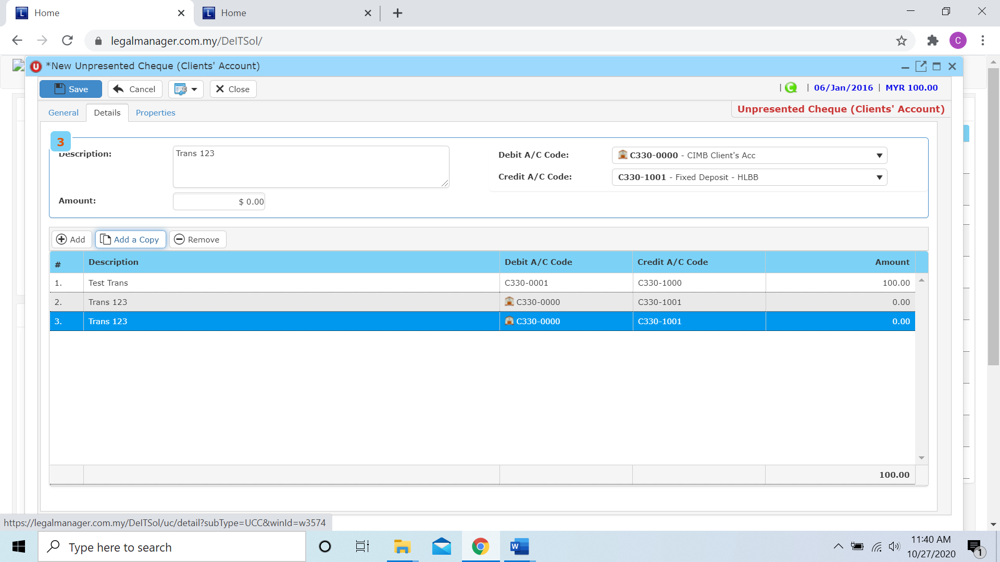 Home
Home
legalmanager.com.my/DelTSol/
C
*New Unpresented Cheque (Clients' Account)
Save Cancel Close | | 06/Jan/2016 | MYR 100.00
General Details Properties Unpresented Cheque (Clients' Account)
3
Description: Trans 123
Debit A/C Code: C330-0000 - CIMB Client's Acc
Credit A/C Code: C330-1001 - Fixed Deposit - HLBB
Amount: $ 0.00
Add Add a Copy Remove
# Description Debit A/C Code Credit A/C Code Amount
1. Test Trans C330-0001 C330-1000 100.00
2. Trans 123 C330-0000 C330-1001 0.00
3. Trans 123 C330-0000 C330-1001 0.00
100.00
https://legalmanager.com.my/DelTSol/uc/detail?subType=UCC&winId=w3574
Type here to search
11:40 AM
10/27/2020
1